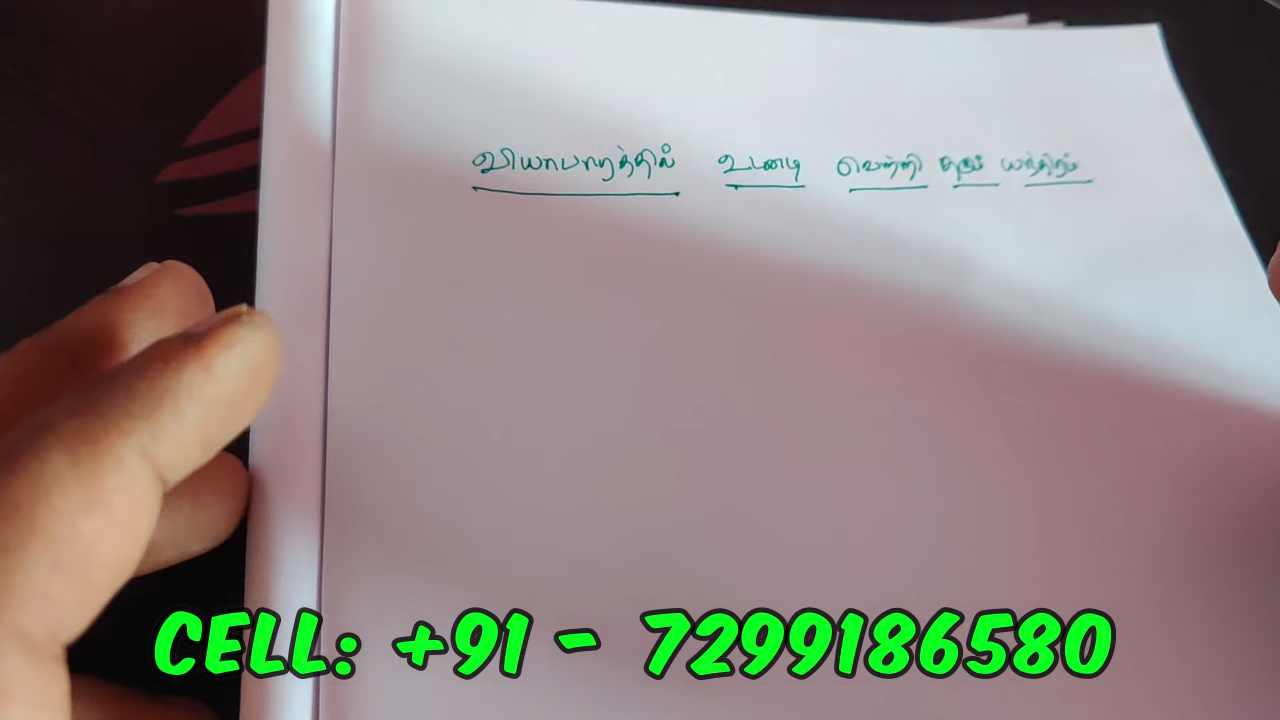 வியாபாரத்தில் உடனடி வெற்றி தரும் யந்திரம்
CELL: +91 - 7299186580